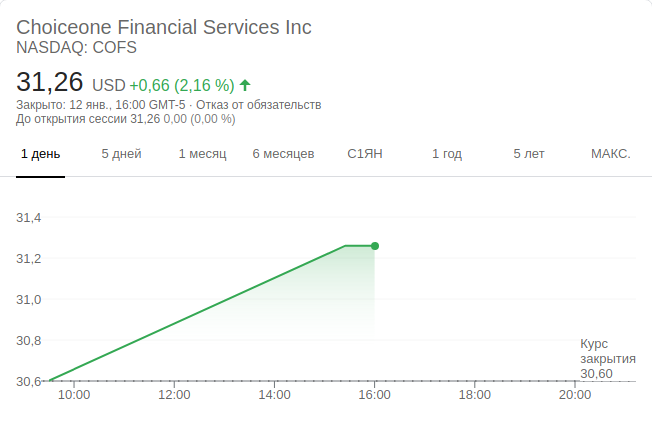 Choiceone Financial Services Inc
NASDAQ: COFS
31,26 USD +0,66 (2,16 %)
Закрыто: 12 янв., 16:00 GMT-5 · Отказ от обязательств
До открытия сессии 31,26 0,00 (0,00 %)
1 день 5 дней 1 месяц 6 месяцев С1ЯН 1 год 5 лет МАКС.
31,4
31,2
31,0
30,8
30,6
Курс
закрытия
30,60
10:00 12:00 14:00 16:00 18:00 20:00